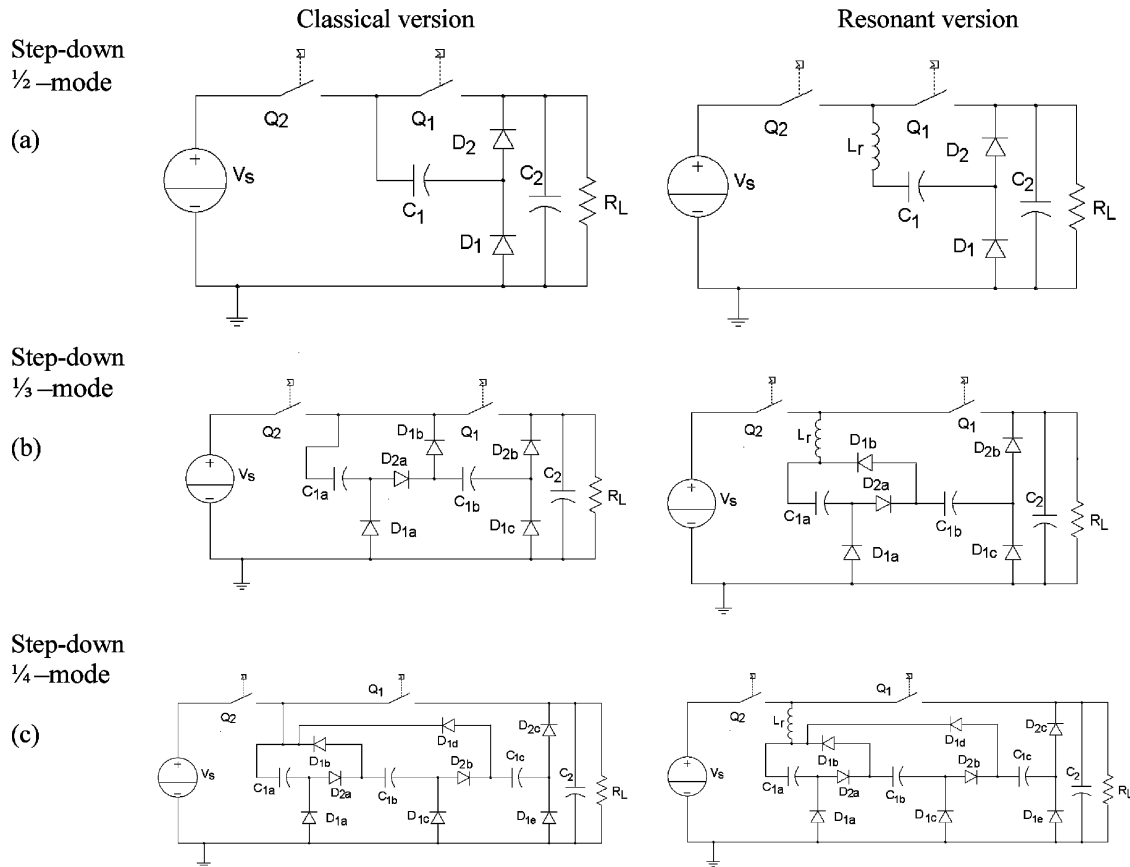 Classical version
Resonant version
Step-down
½ –mode
(a)
Q2
Q1
D2
Vs
C1
C2
RL
D1
Q2
Q1
Lr
D2
Vs
C1
C2
RL
D1
Step-down
⅓ –mode
(b)
Q2
D1b
Q1
D2b
Vs
D2a
C2
C1a
C1b
RL
D1a
D1c
Q2
Lr
D1b
Q1
D2b
Vs
D2a
C2
C1a
C1b
RL
D1a
D1c
Step-down
¼ –mode
(c)
Q2
Q1
D2c
D1d
D1b
C1c
Vs
D2b
C2
C1a
D2a
C1b
RL
D1a
D1c
D1e
Q2
Q1
Lr
D2c
D1d
D1b
C1c
Vs
D2b
C2
C1a
D2a
C1b
RL
D1a
D1c
D1e